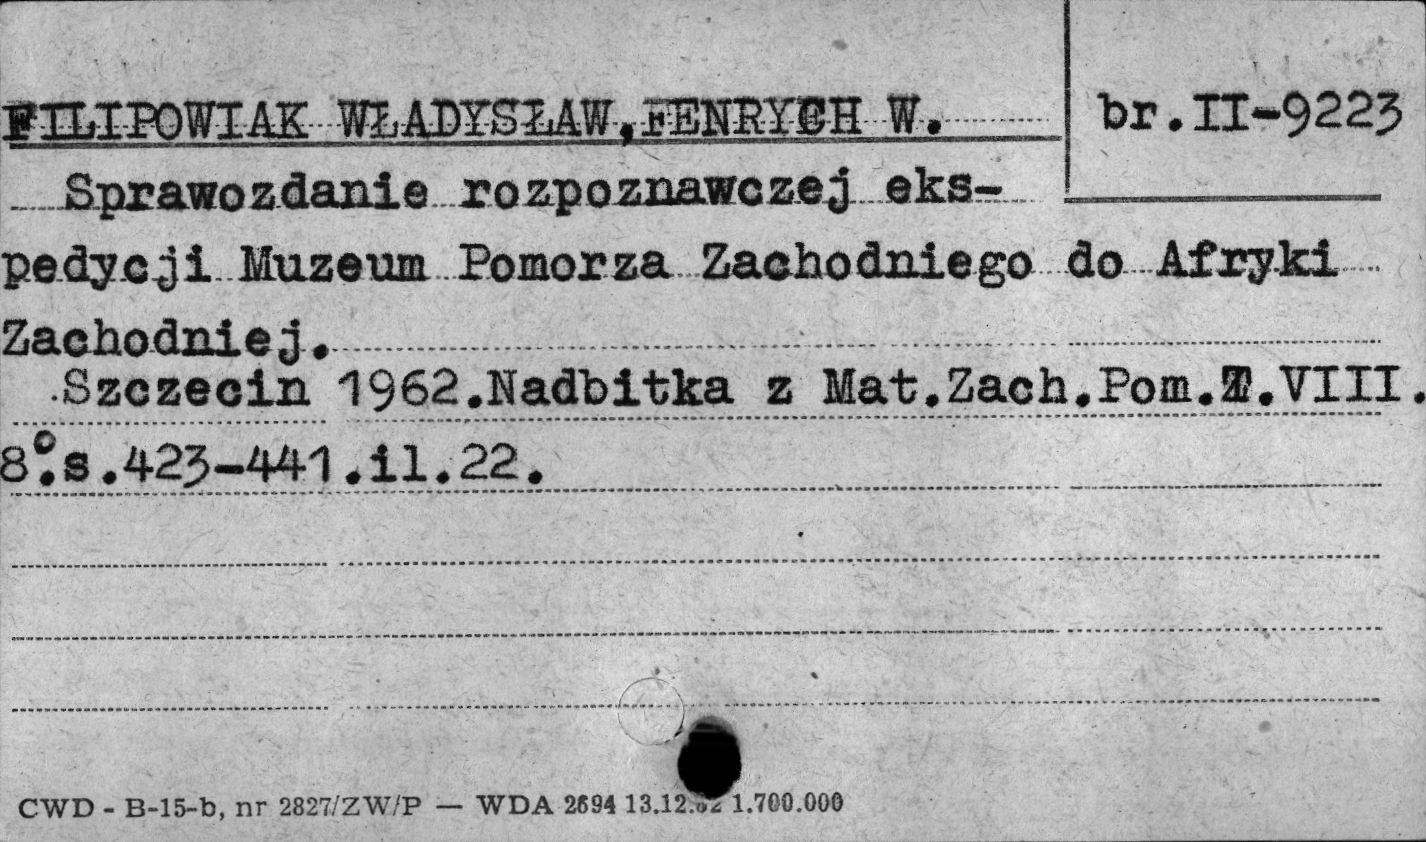 FILIPOWIAK WŁADYSŁAW,FENRYCH W.
br.II-9223
Sprawozdanie rozpoznawczej eks-
pedycji Muzeum Pomorza Zachodniego do Afryki
Zachodniej.
Szczecin 1962.Nadbitka z Mat.Zach.Pom.T.VIII.
8°.s.423-441.il.22.
CWD - B-15-b, nr 2827/ZW/P — WDA 2694 13.12.62 1.700.000